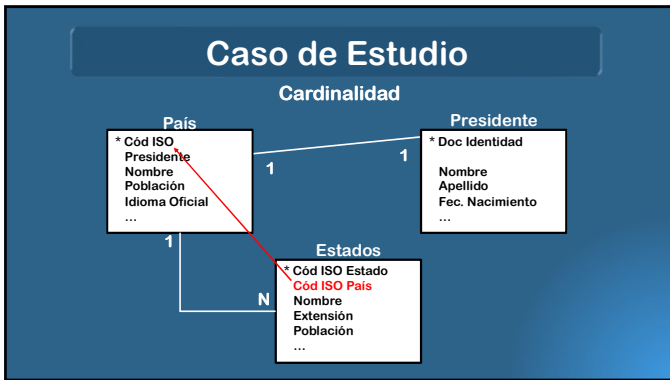 Caso de Estudio
Cardinalidad
País
* Cód ISO
Presidente
Nombre
Población
Idioma Oficial
...
1
1
Presidente
* Doc Identidad
Nombre
Apellido
Fec. Nacimiento
...
1
N
Estados
* Cód ISO Estado
Cód ISO País
Nombre
Extensión
Población
...